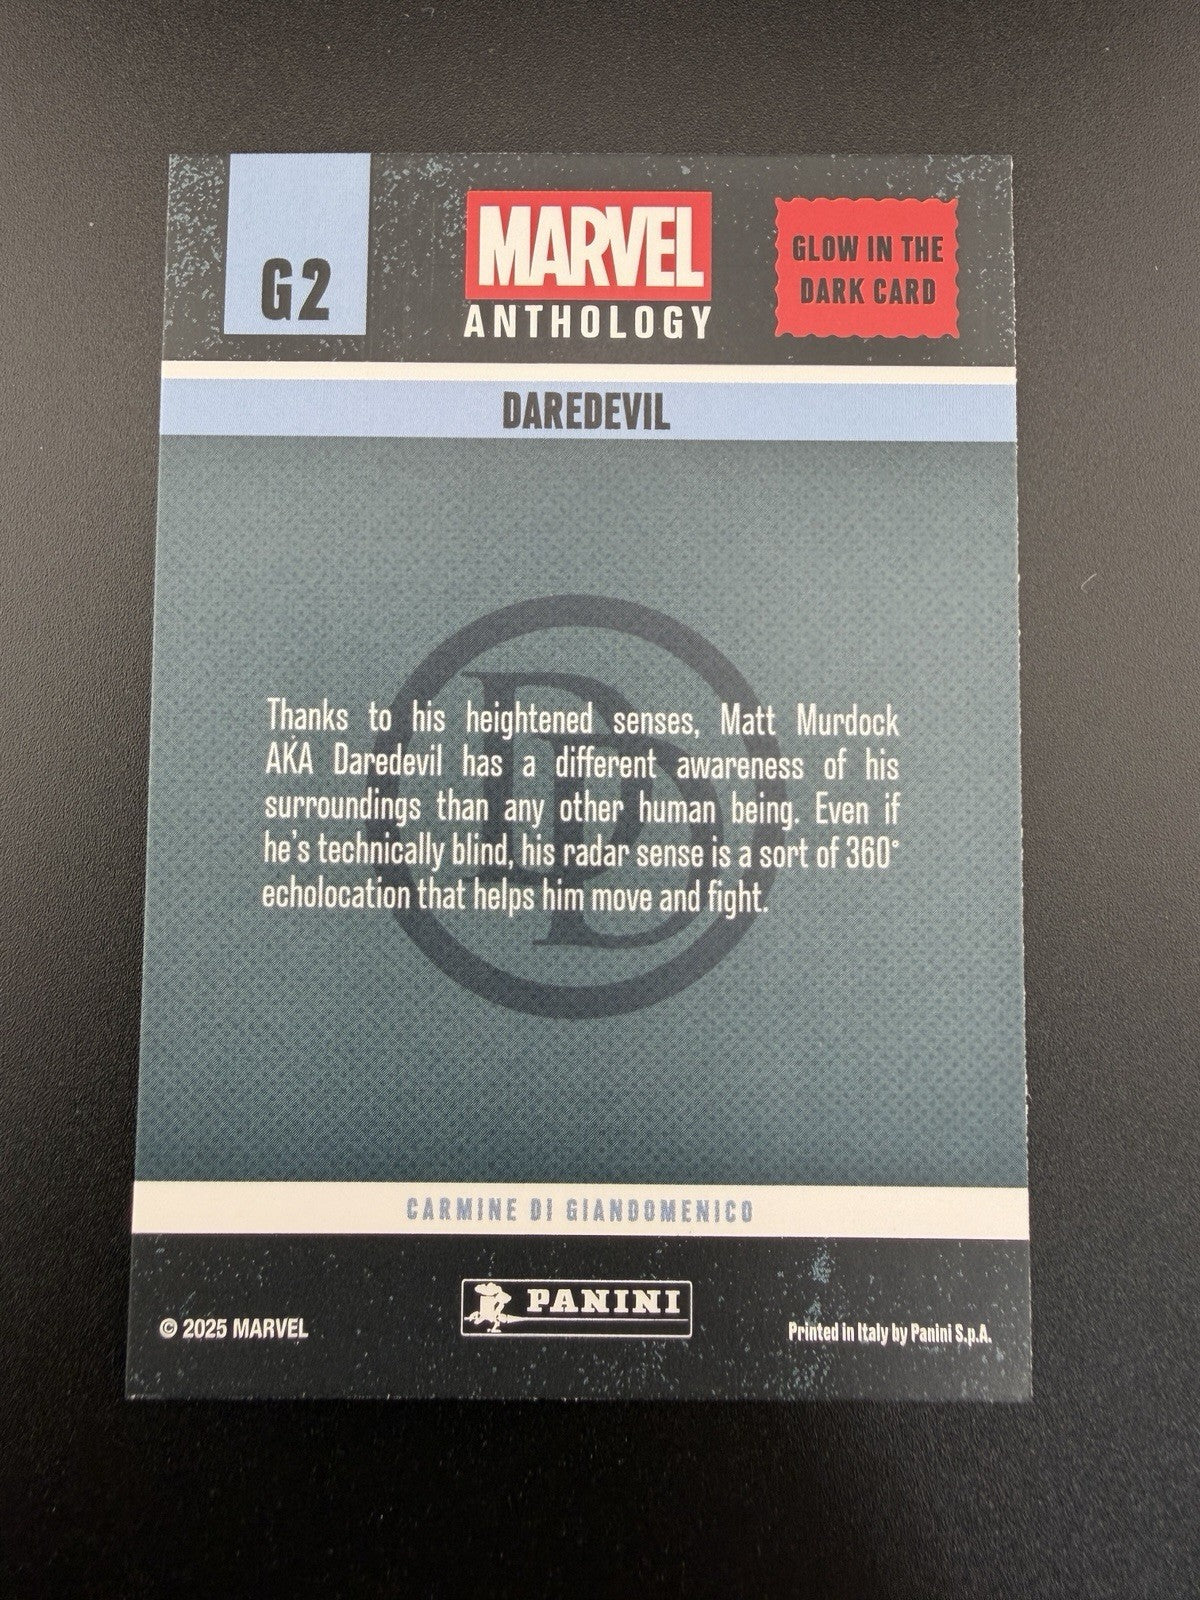 G2
MARVEL
ANTHOLOGY
GLOW IN THE
DARK CARD
DAREDEVIL
DD
Thanks to his heightened senses, Matt Murdock
AKA Daredevil has a different awareness of his
surroundings than any other human being. Even if
he's technically blind, his radar sense is a sort of 360°
echolocation that helps him move and fight.
CARMINE DI GIANDOMENICO
© 2025 MARVEL
PANINI
Printed in Italy by Panini S.p.A.